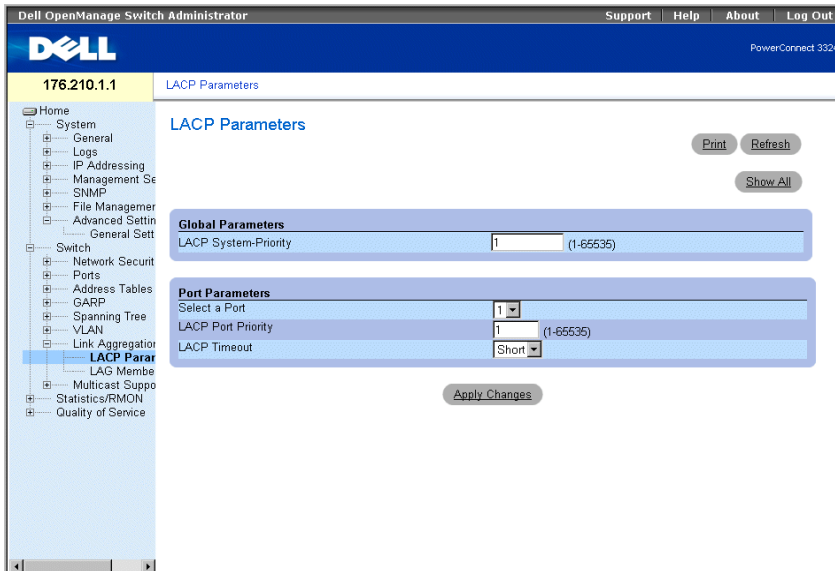 Dell OpenManage Switch Administrator
Support Help About Log Out
DELL
PowerConnect 332
176.210.1.1
LACP Parameters
Home
System
General
Logs
IP Addressing
Management Se
SNMP
File Managemer
Advanced Settin
General Sett
Switch
Network Securit
Ports
Address Tables
GARP
Spanning Tree
VLAN
Link Aggregation
LACP Parar
LAG Membe
Multicast Suppo
Statistics/RMON
Quality of Service
LACP Parameters
Print Refresh
Show All
Global Parameters
LACP System-Priority 1 (1-65535)
Port Parameters
Select a Port 1
LACP Port Priority 1 (1-65535)
LACP Timeout Short
Apply Changes